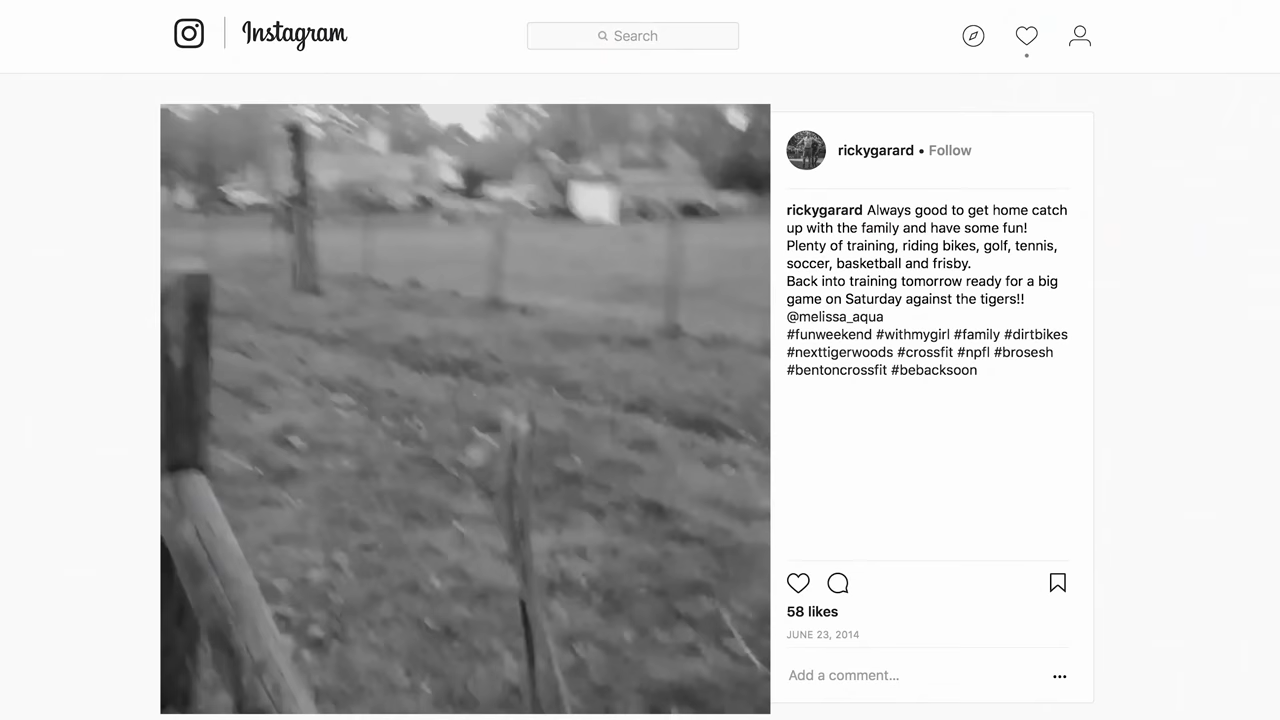 Instagram
Search
rickygarard • Follow
rickygarard Always good to get home catch
up with the family and have some fun!
Plenty of training, riding bikes, golf, tennis,
soccer, basketball and frisby.
Back into training tomorrow ready for a big
game on Saturday against the tigers!!
@melissa_aqua
#funweekend #withmygirl #family #dirtbikes
#nexttigerwoods #crossfit #npfl #brosesh
#bentoncrossfit #bebacksoon
58 likes
JUNE 23, 2014
Add a comment...